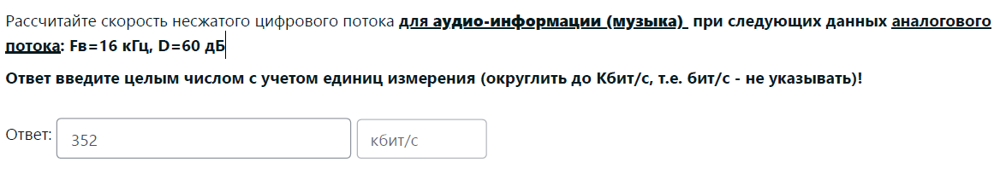 Рассчитайте скорость несжатого цифрового потока для аудио-информации (музыка) при следующих данных аналогового
потока: Fв=16 кГц, D=60 дБ
Ответ введите целым числом с учетом единиц измерения (округлить до Кбит/с, т.е. бит/с - не указывать)!
Ответ: 352 кбит/с